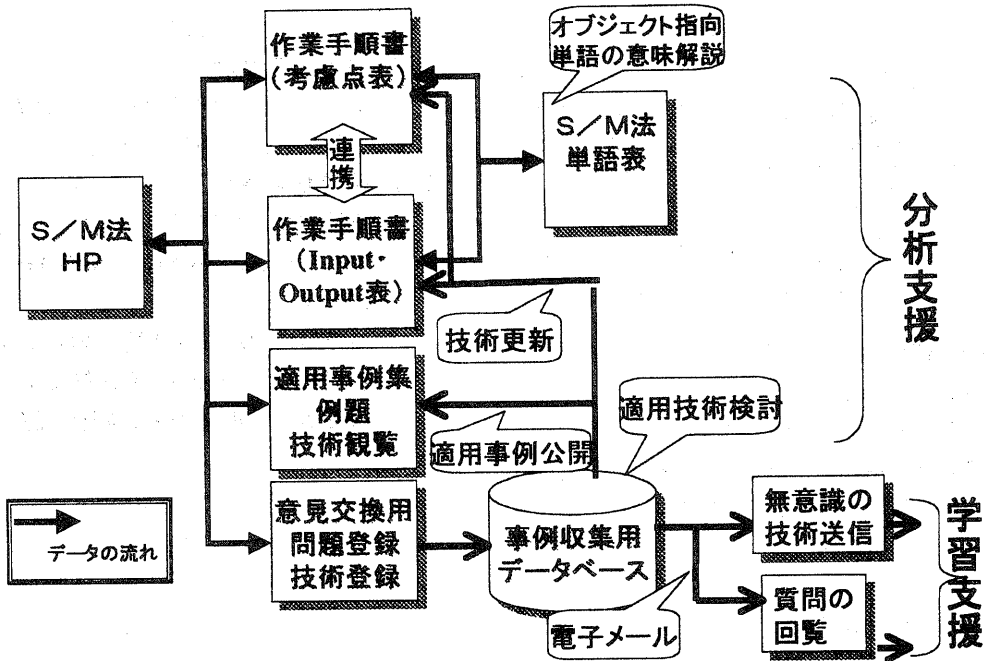 作業手順書
(考慮点表)
オブジェクト指向
単語の意味解説
S/M法
単語表
連
携
S/M法
HP
作業手順書
(Input・
Output表)
分析支援
技術更新
適用事例集
例題
技術観覧
適用技術検討
適用事例公開
データの流れ
意見交換用
問題登録
技術登録
事例収集用
データベース
無意識の
技術送信
学習支援
電子メール
質問の
回覧